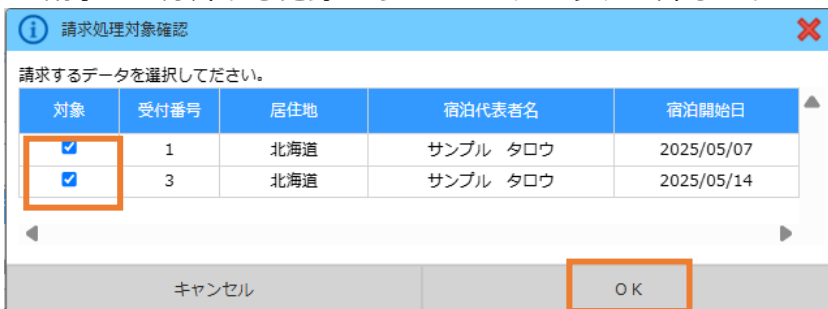 請求処理対象確認
請求するデータを選択してださい。
対象 受付番号 居住地 宿泊代表者名 宿泊開始日
1 北海道 サンプル タロウ 2025/05/07
3 北海道 サンプル タロウ 2025/05/14
キャンセル OK